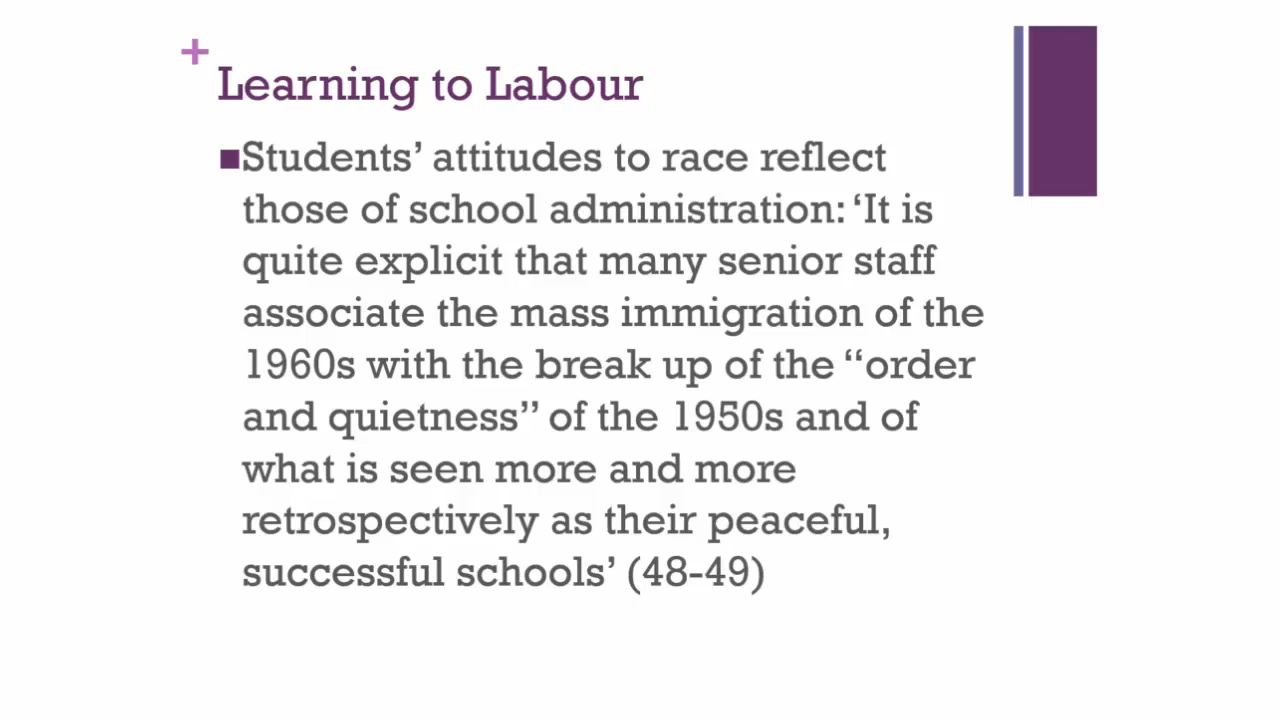 +
Learning to Labour
■Students’ attitudes to race reflect
those of school administration: ‘It is
quite explicit that many senior staff
associate the mass immigration of the
1960s with the break up of the “order
and quietness” of the 1950s and of
what is seen more and more
retrospectively as their peaceful,
successful schools’ (48-49)